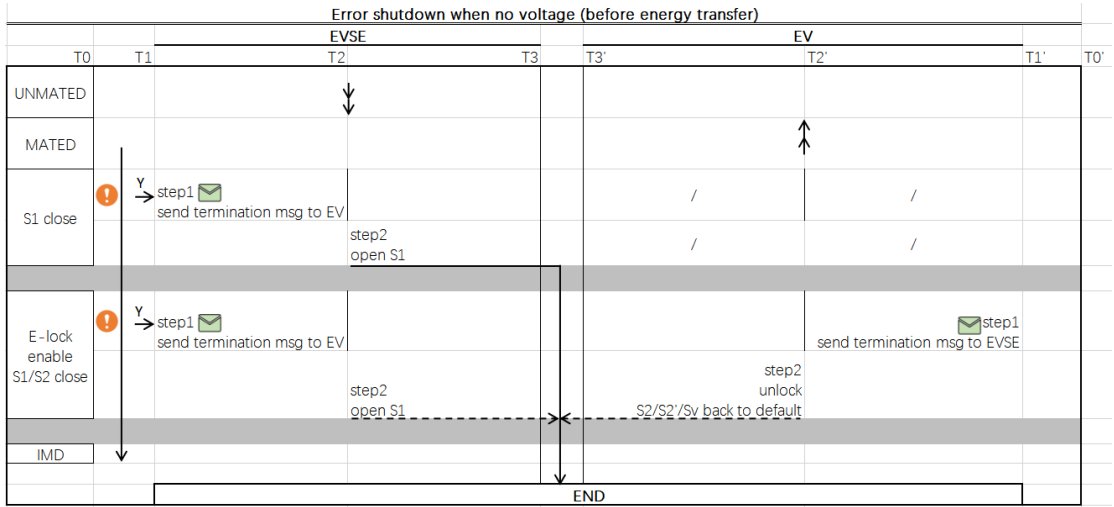 Error shutdown when no voltage (before energy transfer)
EVSE EV
T0 T1 T2 T3 T3' T2' T1' T0'
UNMATED
MATED
Y
step1
send termination msg to EV
/ /
S1 close
step2
open S1
/ /
Y
step1
send termination msg to EV
step1
send termination msg to EVSE
E-lock
enable
S1/S2 close
step2
open S1
step2
unlock
S2/S2'/Sv back to default
IMD
END